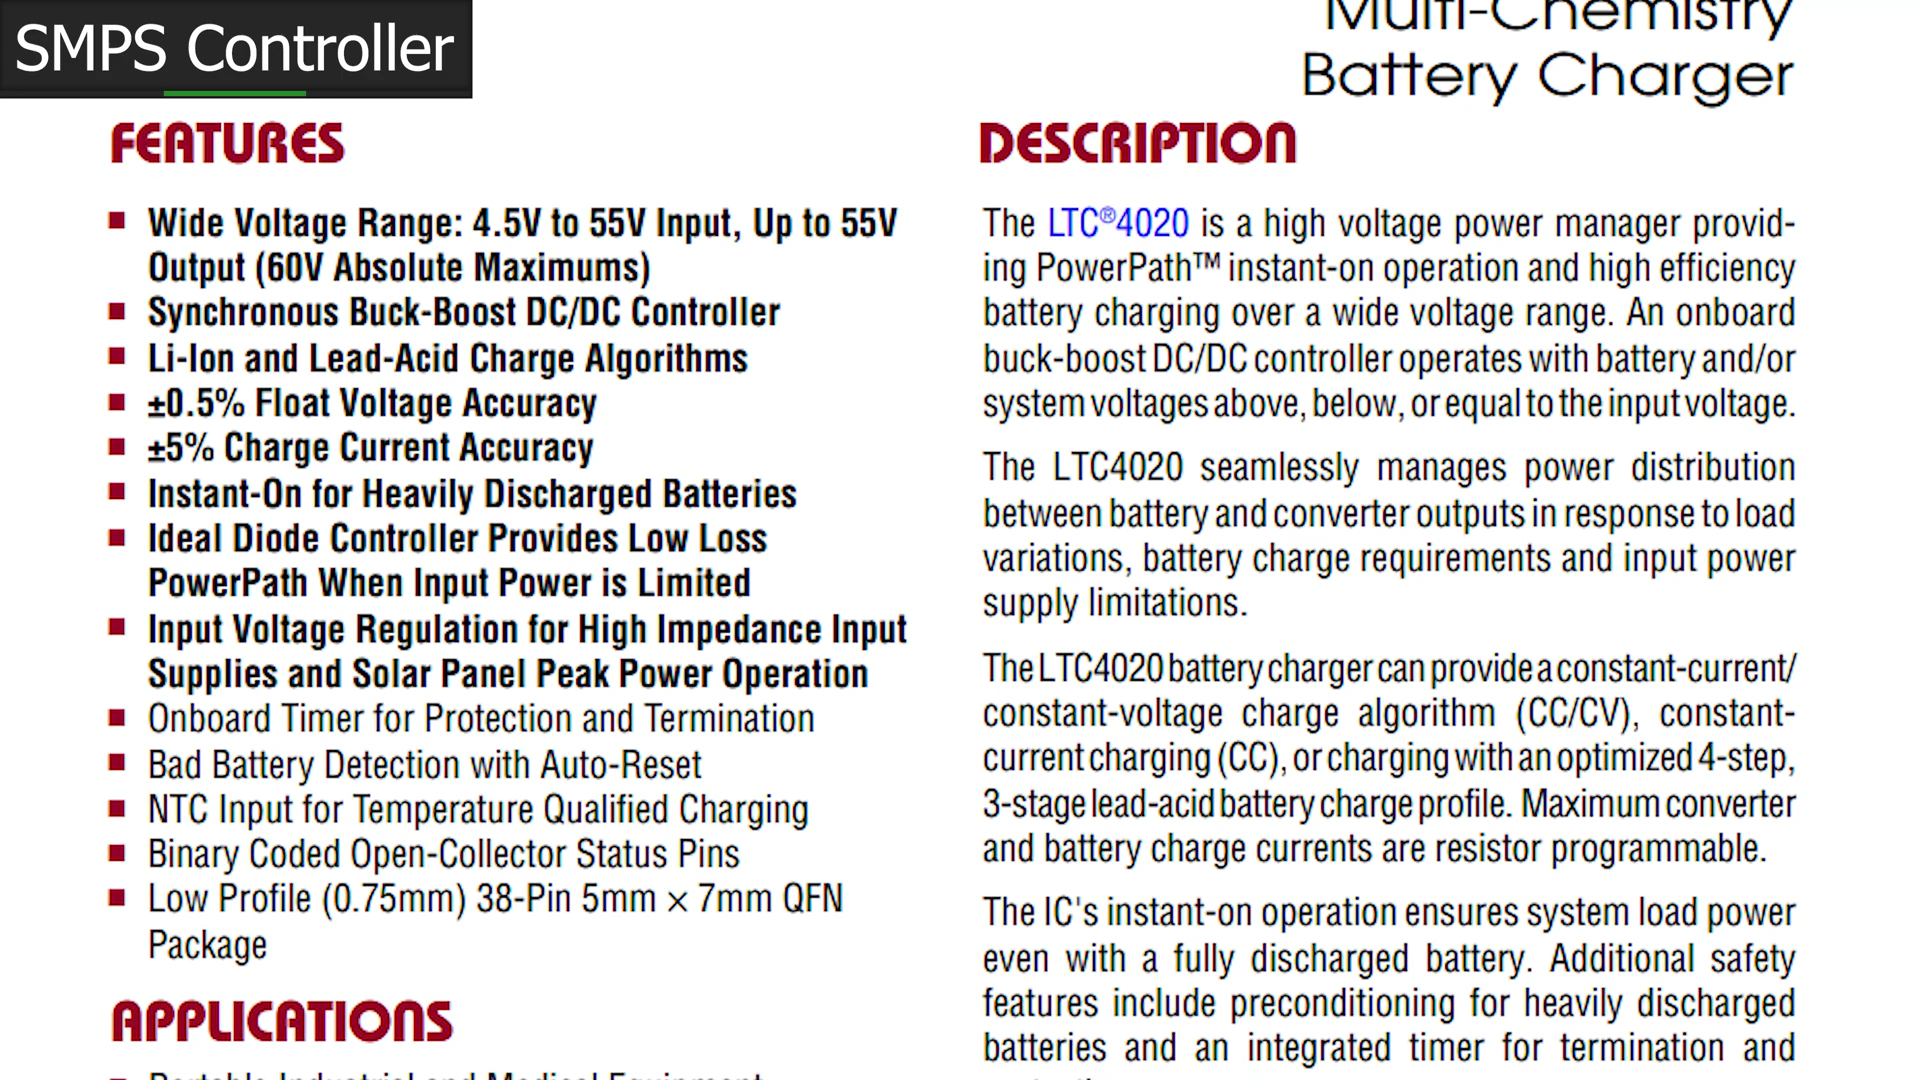 SMPS Controller
Multi-Chemistry
Battery Charger
FEATURES
Wide Voltage Range: 4.5V to 55V Input, Up to 55V
Output (60V Absolute Maximums)
Synchronous Buck-Boost DC/DC Controller
Li-Ion and Lead-Acid Charge Algorithms
±0.5% Float Voltage Accuracy
±5% Charge Current Accuracy
Instant-On for Heavily Discharged Batteries
Ideal Diode Controller Provides Low Loss
PowerPath When Input Power is Limited
Input Voltage Regulation for High Impedance Input
Supplies and Solar Panel Peak Power Operation
Onboard Timer for Protection and Termination
Bad Battery Detection with Auto-Reset
NTC Input for Temperature Qualified Charging
Binary Coded Open-Collector Status Pins
Low Profile (0.75mm) 38-Pin 5mm × 7mm QFN
Package
APPLICATIONS
Portable Industrial and Medical Equipment
DESCRIPTION
The LTC®4020 is a high voltage power manager provid-
ing PowerPath™ instant-on operation and high efficiency
battery charging over a wide voltage range. An onboard
buck-boost DC/DC controller operates with battery and/or
system voltages above, below, or equal to the input voltage.
The LTC4020 seamlessly manages power distribution
between battery and converter outputs in response to load
variations, battery charge requirements and input power
supply limitations.
The LTC4020 battery charger can provide a constant-current/
constant-voltage charge algorithm (CC/CV), constant-
current charging (CC), or charging with an optimized 4-step,
3-stage lead-acid battery charge profile. Maximum converter
and battery charge currents are resistor programmable.
The IC's instant-on operation ensures system load power
even with a fully discharged battery. Additional safety
features include preconditioning for heavily discharged
batteries and an integrated timer for termination and